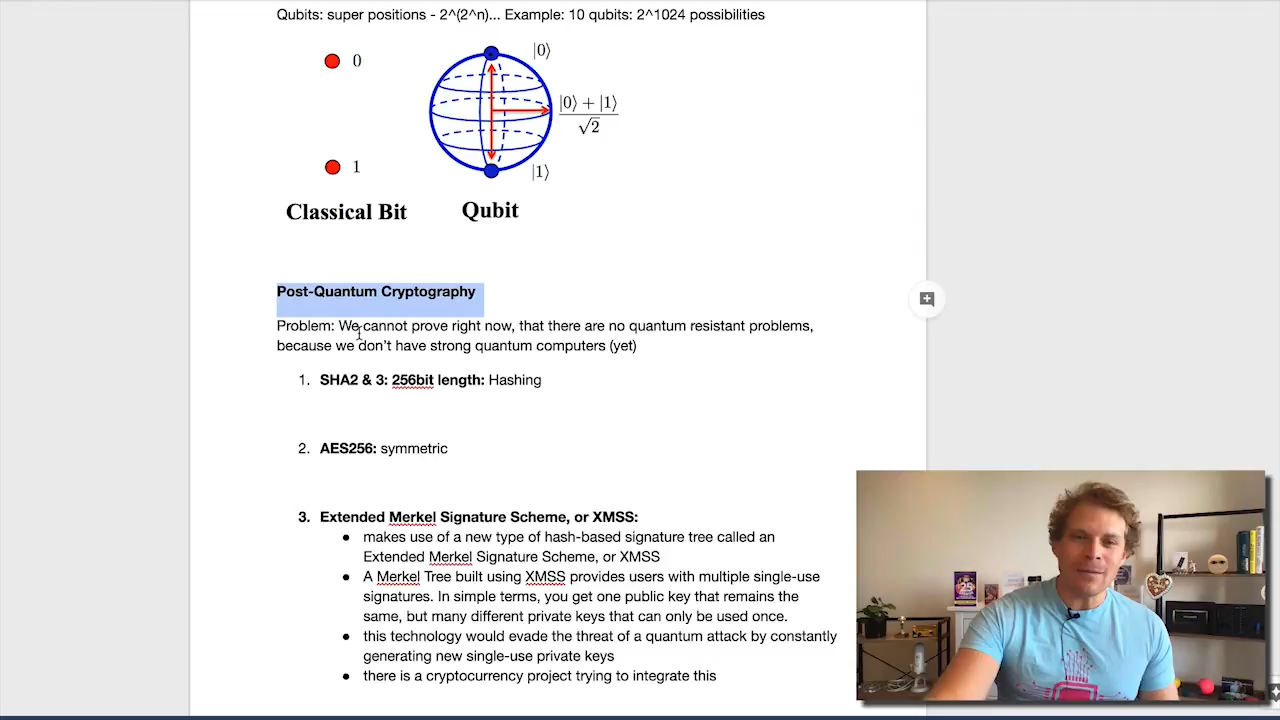 Qubits: super positions - 2^(2^n)... Example: 10 qubits: 2^1024 possibilities
0
|0⟩
|0⟩ + |1⟩
√2
1
|1⟩
Classical Bit
Qubit
Post-Quantum Cryptography
Problem: We cannot prove right now, that there are no quantum resistant problems,
because we don't have strong quantum computers (yet)
1. SHA2 & 3: 256bit length: Hashing
2. AES256: symmetric
3. Extended Merkel Signature Scheme, or XMSS:
● makes use of a new type of hash-based signature tree called an
Extended Merkel Signature Scheme, or XMSS
● A Merkel Tree built using XMSS provides users with multiple single-use
signatures. In simple terms, you get one public key that remains the
same, but many different private keys that can only be used once.
● this technology would evade the threat of a quantum attack by constantly
generating new single-use private keys
● there is a cryptocurrency project trying to integrate this
25